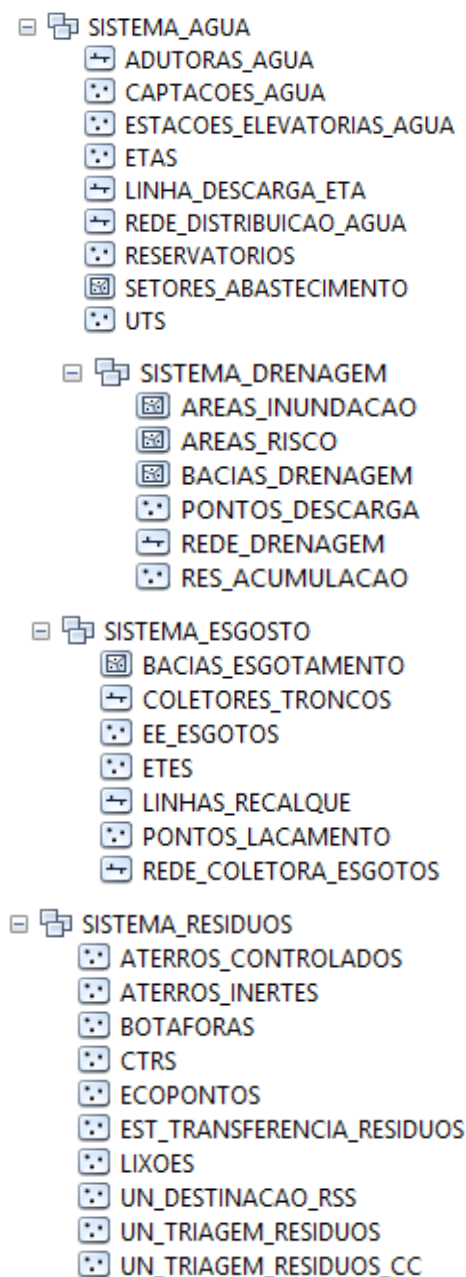 SISTEMA_AGUA
ADUTORAS_AGUA
CAPTACOES_AGUA
ESTACOES_ELEVATORIAS_AGUA
ETAS
LINHA_DESCARGA_ETA
REDE_DISTRIBUICAO_AGUA
RESERVATORIOS
SETORES_ABASTECIMENTO
UTS
SISTEMA_DRENAGEM
AREAS_INUNDACAO
AREAS_RISCO
BACIAS_DRENAGEM
PONTOS_DESCARGA
REDE_DRENAGEM
RES_ACUMULACAO
SISTEMA_ESGOSTO
BACIAS_ESGOTAMENTO
COLETORES_TRONCOS
EE_ESGOTOS
ETES
LINHAS_RECALQUE
PONTOS_LACAMENTO
REDE_COLETORA_ESGOTOS
SISTEMA_RESIDUOS
ATERROS_CONTROLADOS
ATERROS_INERTES
BOTAFORAS
CTRS
ECOPONTOS
EST_TRANSFERENCIA_RESIDUOS
LIXOES
UN_DESTINACAO_RSS
UN_TRIAGEM_RESIDUOS
UN_TRIAGEM_RESIDUOS_CC